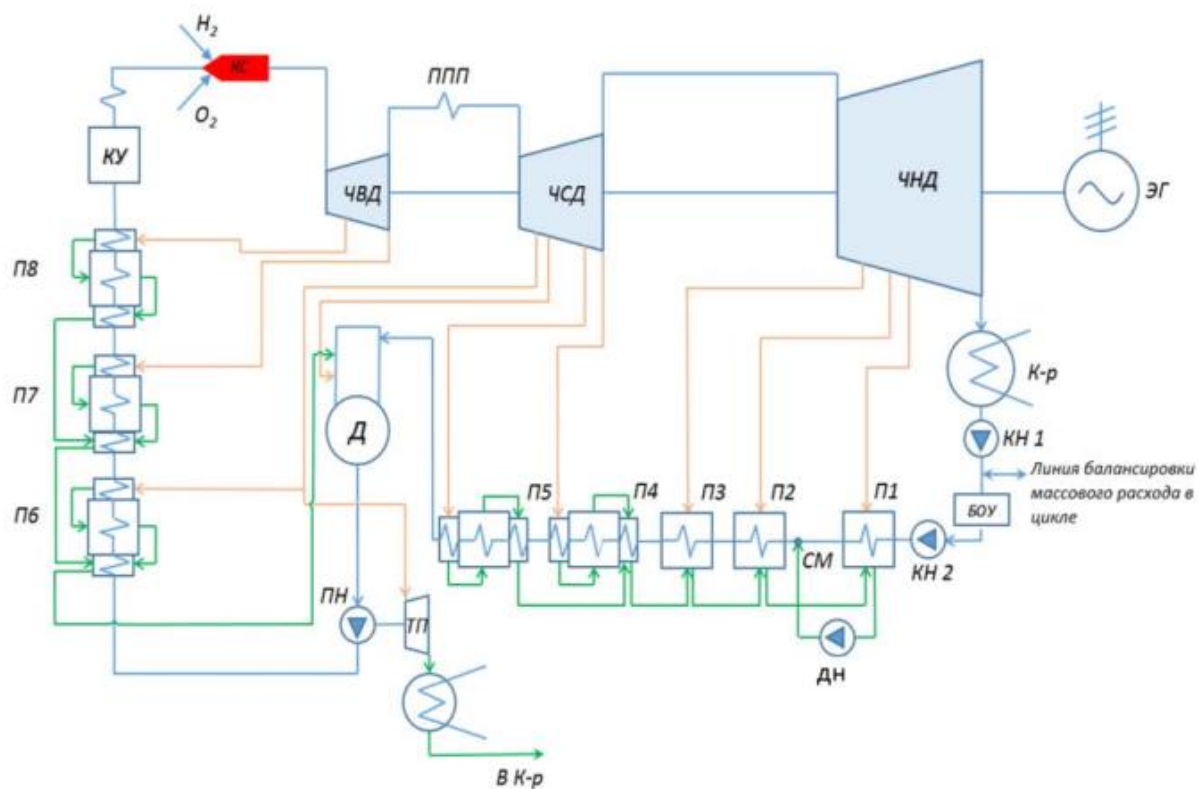 H₂
КС
O₂
ППП
КУ
ЧВД
ЧСД
ЧНД
ЭГ
П8
К-р
П7
Д
КН 1
Линия балансировки
массового расхода в
цикле
П6
П5
П4
П3
П2
П1
БОУ
СМ
КН 2
ПН
ТП
ДН
В К-р